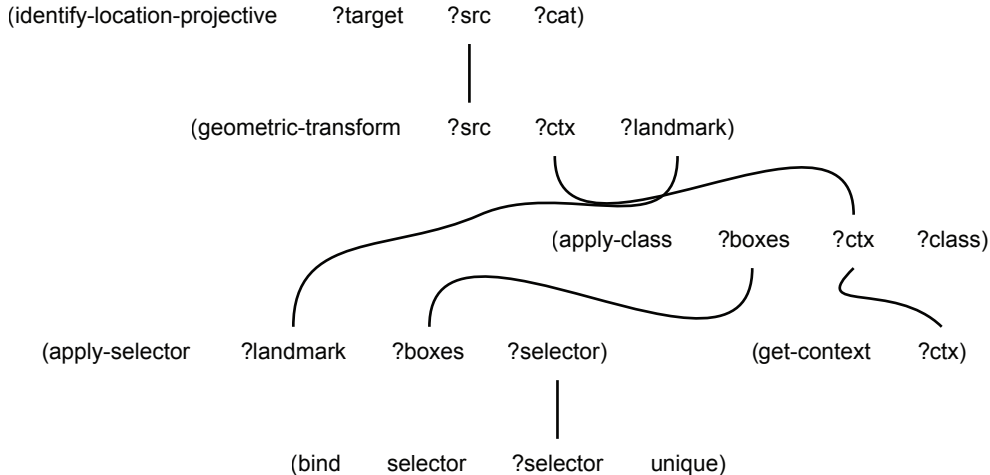 (identify-location-projective ?target ?src ?cat)
(geometric-transform ?src ?ctx ?landmark)
(apply-class ?boxes ?ctx ?class)
(apply-selector ?landmark ?boxes ?selector) (get-context ?ctx)
(bind selector ?selector unique)